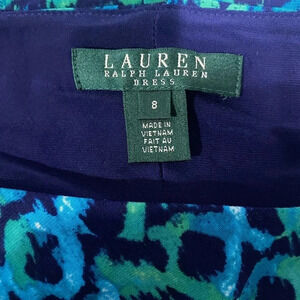 LAUREN
RALPH LAUREN
DRESS
8
MADE IN
VIETNAM
FAIT AU
VIETNAM